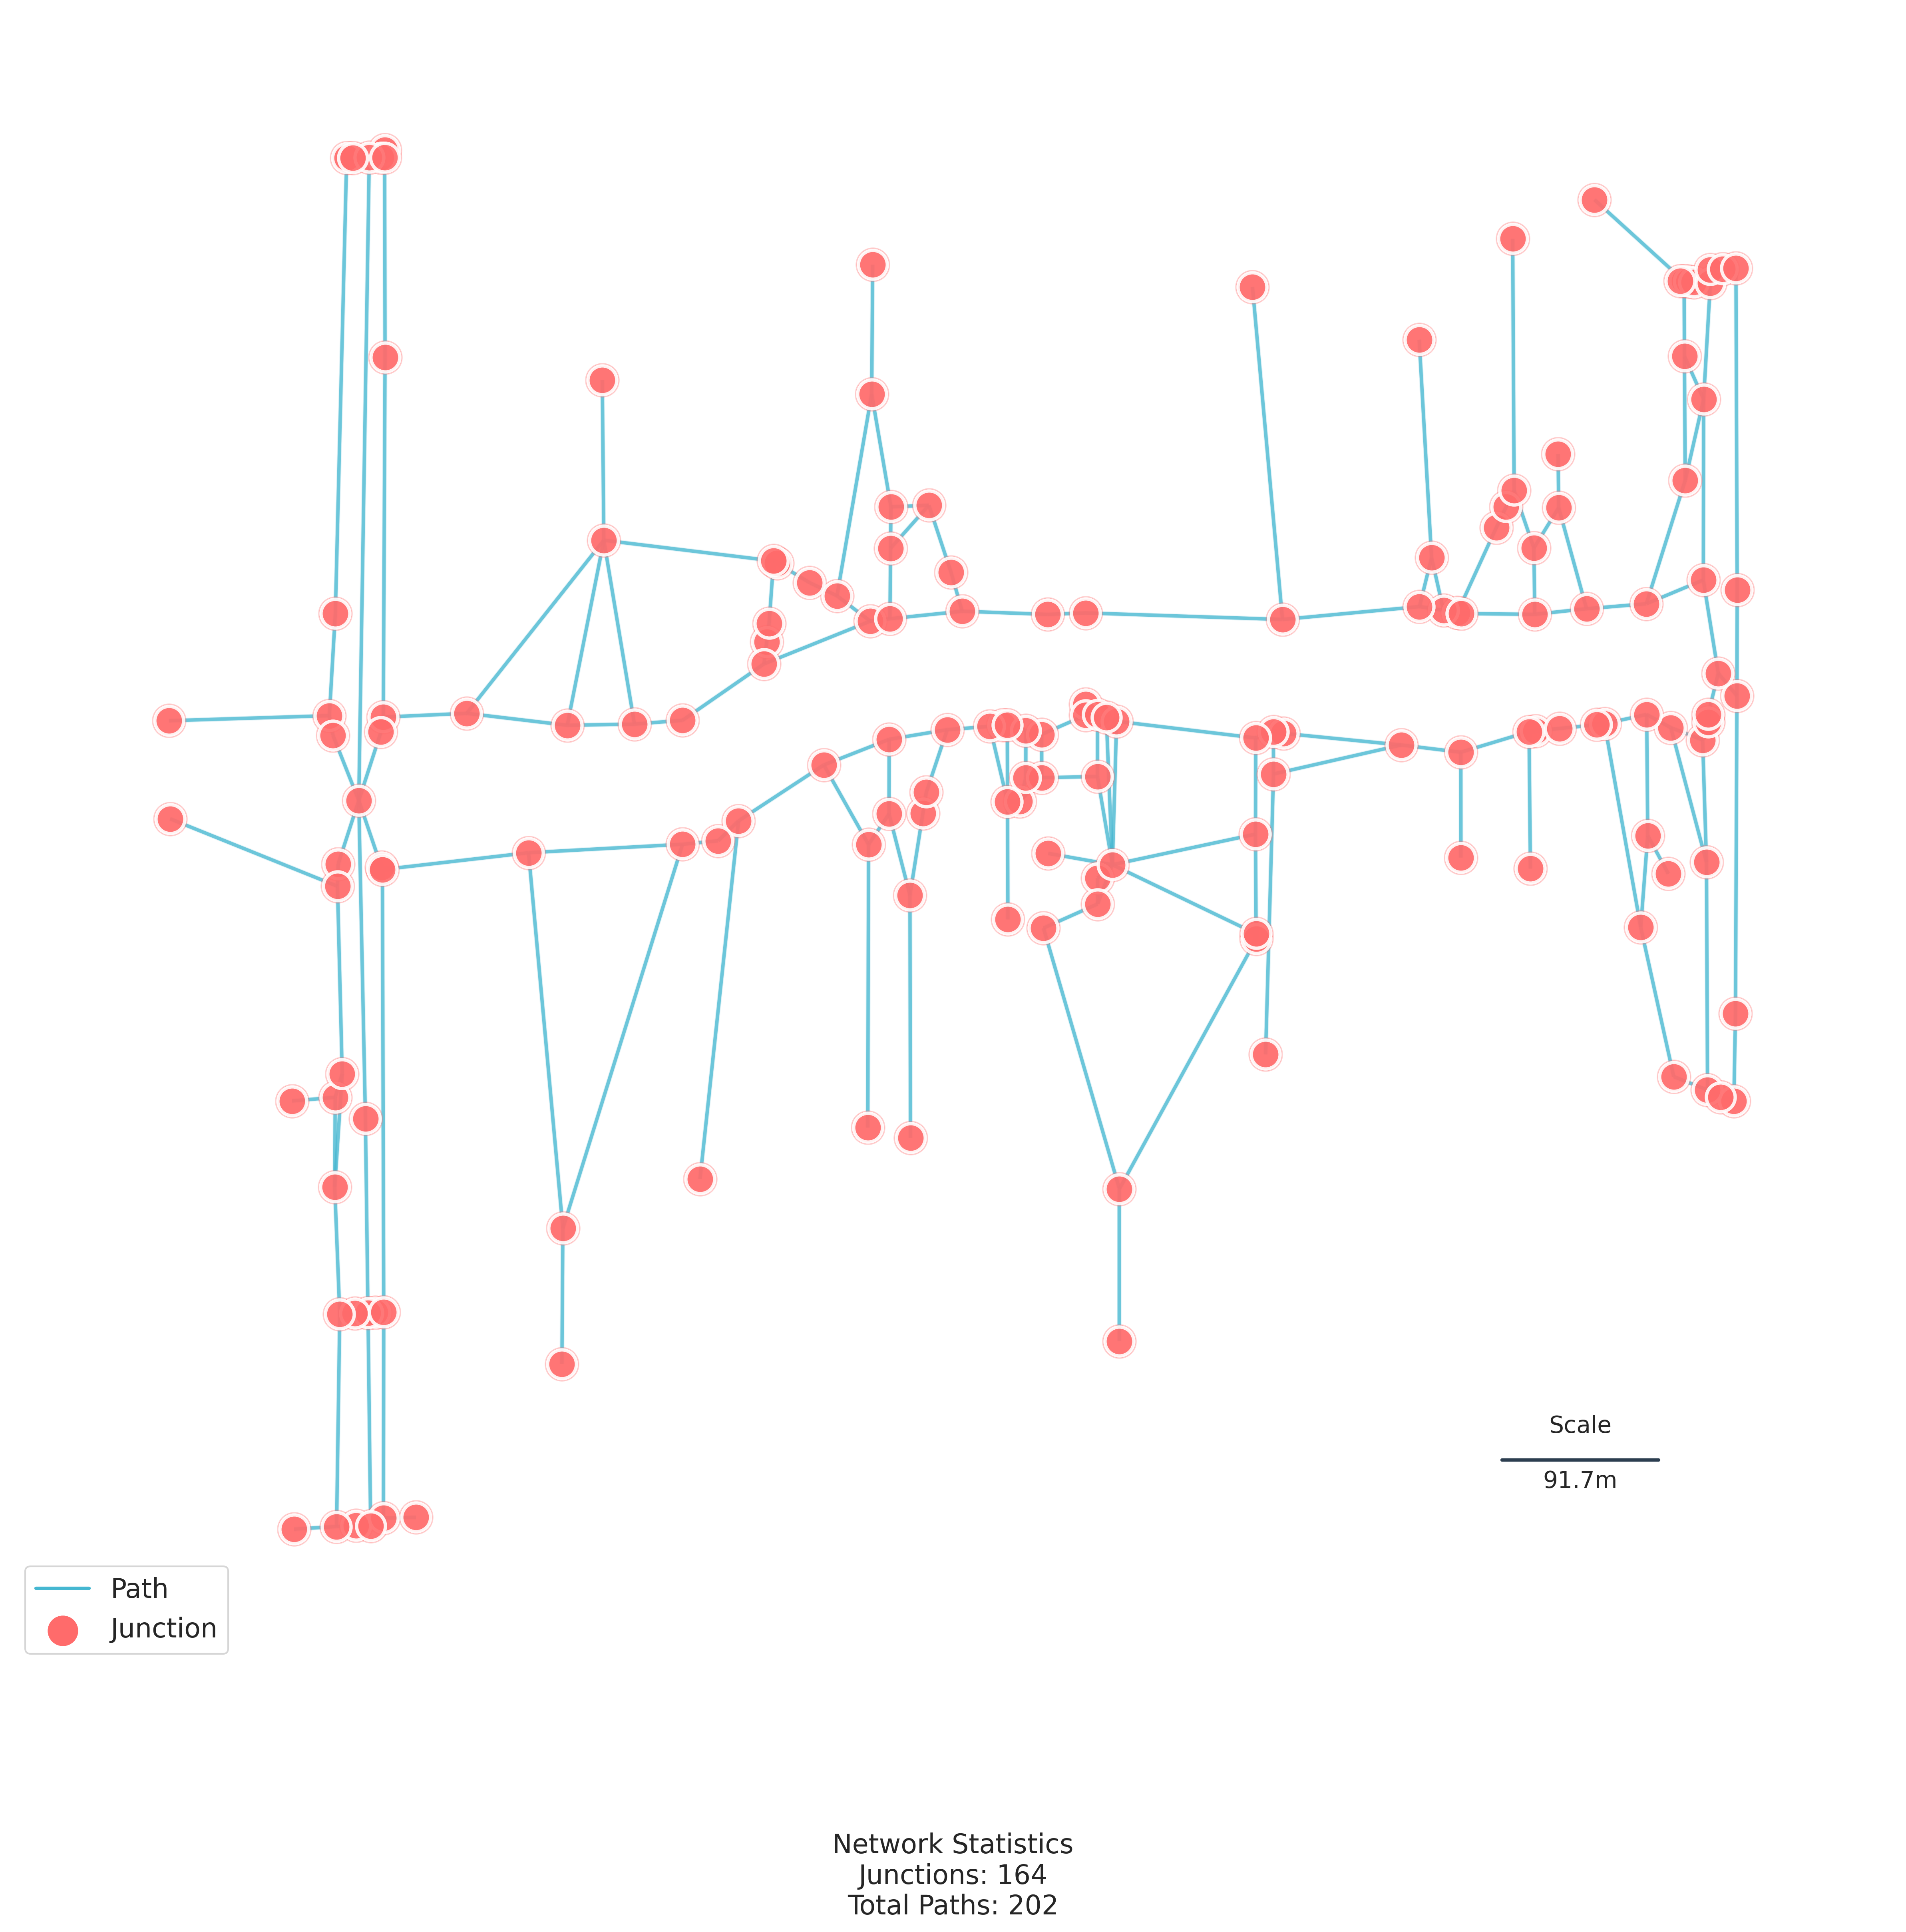 Scale
91.7m
Path
Junction
Network Statistics
Junctions: 164
Total Paths: 202